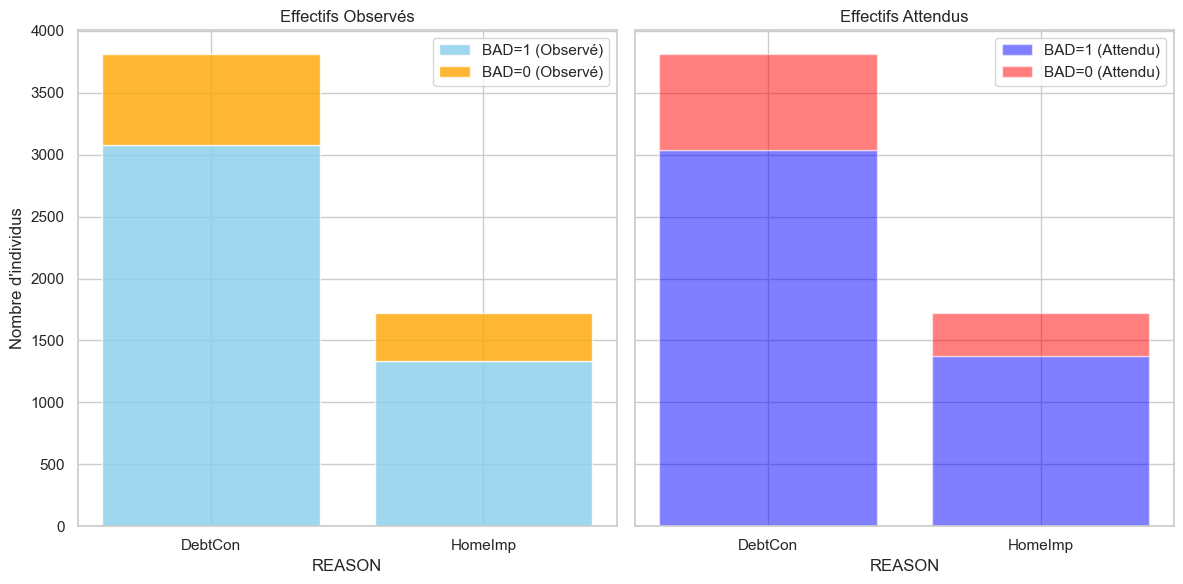 Effectifs Observés
Effectifs Attendus
4000
3500
3000
2500
2000
1500
1000
500
0
Nombre d'individus
BAD=1 (Observé)
BAD=0 (Observé)
DebtCon
HomeImp
REASON
BAD=1 (Attendu)
BAD=0 (Attendu)
DebtCon
HomeImp
REASON